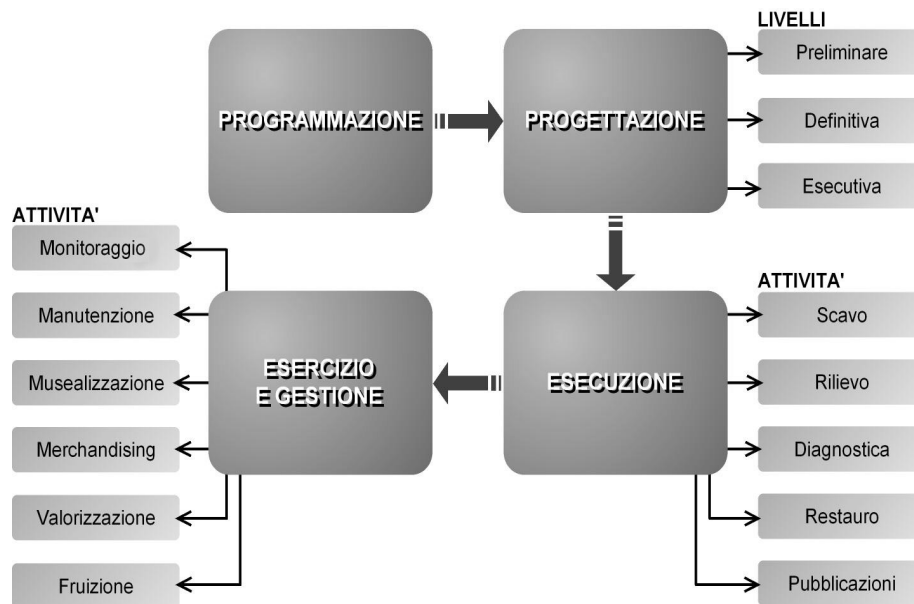 PROGRAMMAZIONE
PROGETTAZIONE
LIVELLI
Preliminare
Definitiva
Esecutiva
ATTIVITA'
Monitoraggio
Manutenzione
Musealizzazione
Merchandising
Valorizzazione
Fruizione
ESERCIZIO
E GESTIONE
ESECUZIONE
ATTIVITA'
Scavo
Rilievo
Diagnostica
Restauro
Pubblicazioni